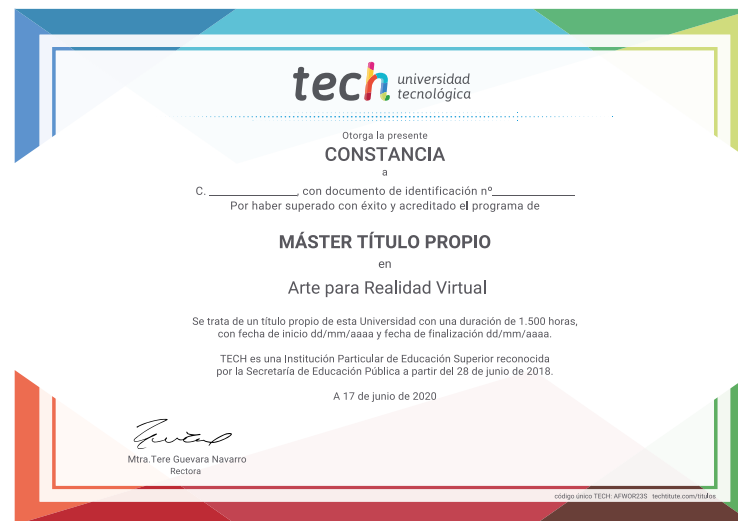 tech universidad
tecnológica
Otorga la presente
CONSTANCIA
a
C. ________________, con documento de identificación nº_______________
Por haber superado con éxito y acreditado el programa de
MÁSTER TÍTULO PROPIO
en
Arte para Realidad Virtual
Se trata de un título propio de esta Universidad con una duración de 1.500 horas,
con fecha de inicio dd/mm/aaaa y fecha de finalización dd/mm/aaaa.
TECH es una Institución Particular de Educación Superior reconocida
por la Secretaría de Educación Pública a partir del 28 de junio de 2018.
A 17 de junio de 2020
Mtra.Tere Guevara Navarro
Rectora
código único TECH: AFWOR23S techtitute.com/titulos